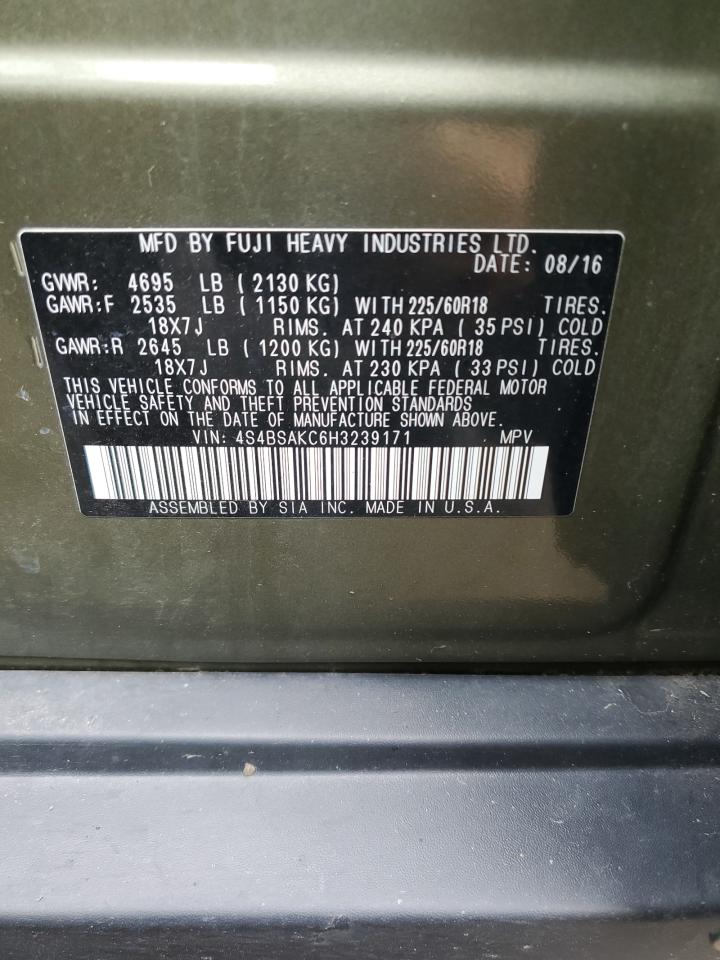 MFD BY FUJI HEAVY INDUSTRIES LTD.
DATE: 08/16
GVWR: 4695 LB (2130 KG)
GAWR:F 2535 LB (1150 KG) WITH 225/60R18 TIRES.
18X7J RIMS. AT 240 KPA (35 PSI) COLD
GAWR:R 2645 LB (1200 KG) WITH 225/60R18 TIRES.
18X7J RIMS. AT 230 KPA (33 PSI) COLD
THIS VEHICLE CONFORMS TO ALL APPLICABLE FEDERAL MOTOR
VEHICLE SAFETY AND THEFT PREVENTION STANDARDS
IN EFFECT ON THE DATE OF MANUFACTURE SHOWN ABOVE.
VIN: 4S4BSAKC6H3239171 MPV
ASSEMBLED BY SIA INC. MADE IN U.S.A.